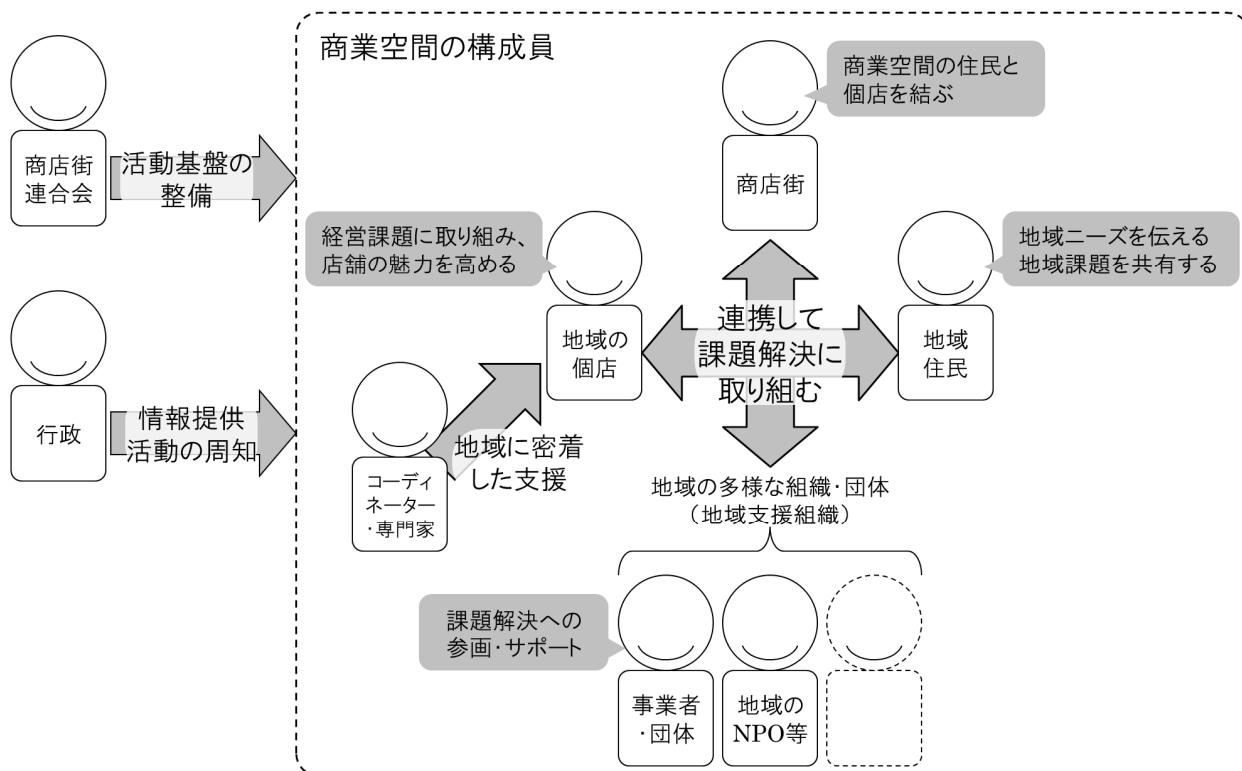 商業空間の構成員
商店街
連合会
活動基盤の
整備
行政
情報提供
活動の周知
商業空間の住民と
個店を結ぶ
商店街
経営課題に取り組み、
店舗の魅力を高める
地域の
個店
地域ニーズを伝える
地域課題を共有する
地域
住民
連携して
課題解決に
取り組む
コーディ
ネーター
・専門家
地域に密着
した支援
地域の多様な組織・団体
（地域支援組織）
課題解決への
参画・サポート
事業者
・団体
地域の
NPO等